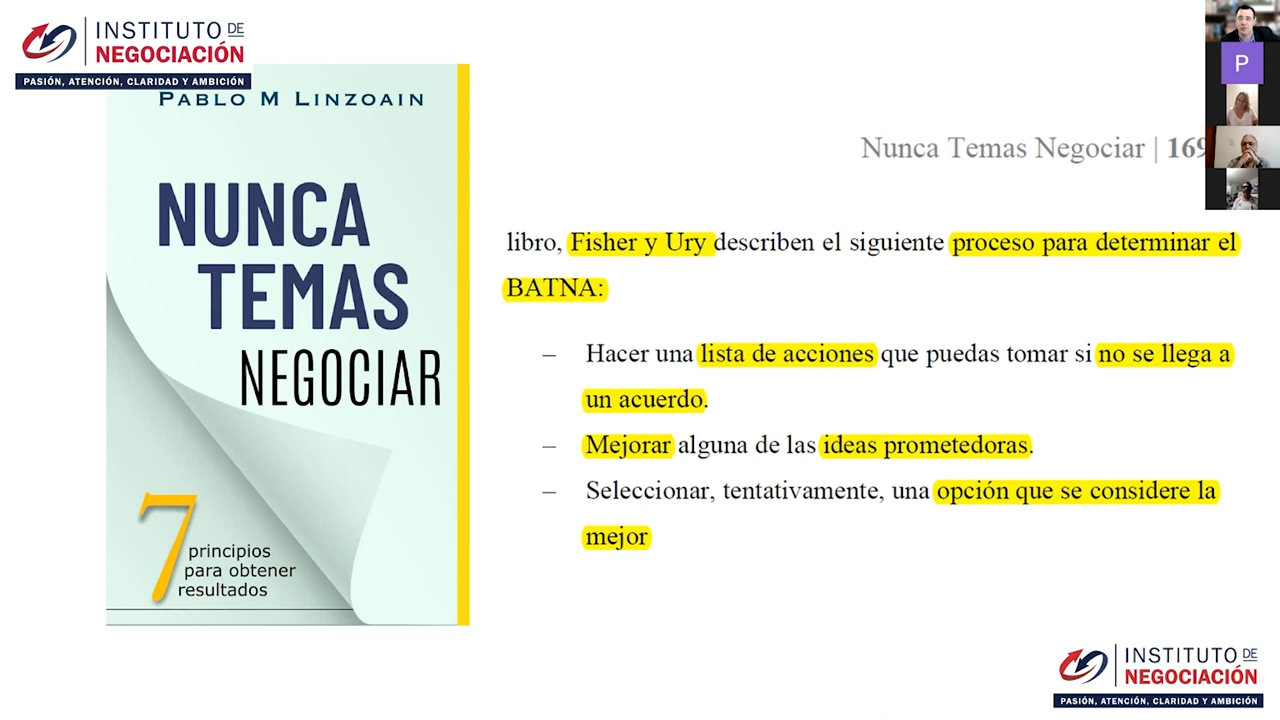 INSTITUTO DE
NEGOCIACIÓN
PASIÓN, ATENCIÓN, CLARIDAD Y AMBICIÓN
PABLO M LINZOAIN
NUNCA
TEMAS
NEGOCIAR
7
principios
para obtener
resultados
P
Nunca Temas Negociar | 169
libro, Fisher y Ury describen el siguiente proceso para determinar el
BATNA:
– Hacer una lista de acciones que puedas tomar si no se llega a
un acuerdo.
– Mejorar alguna de las ideas prometedoras.
– Seleccionar, tentativamente, una opción que se considere la
mejor
INSTITUTO DE
NEGOCIACIÓN
PASIÓN, ATENCIÓN, CLARIDAD Y AMBICIÓN